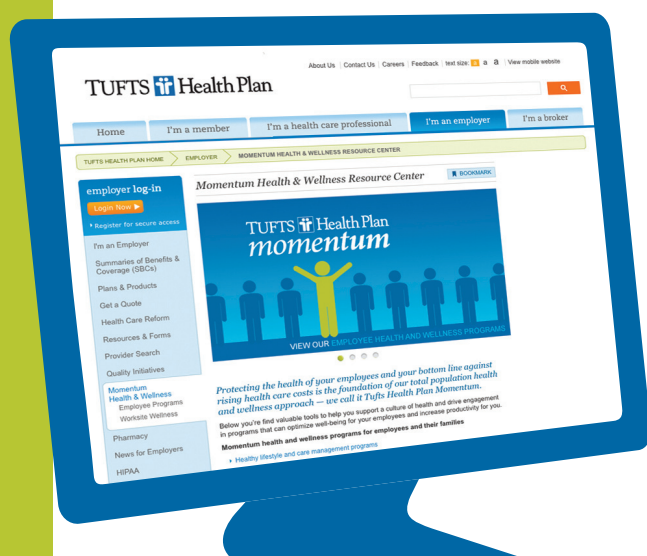 About Us | Contact Us | Careers | Feedback | text size: a a a | View mobile website
TUFTS Health Plan
Home
I'm a member
I'm a health care professional
I'm an employer
I'm a broker
TUFTS HEALTH PLAN HOME
EMPLOYER
MOMENTUM HEALTH & WELLNESS RESOURCE CENTER
employer log-in
Login Now
Register for secure access
I'm an Employer
Summaries of Benefits &
Coverage (SBCs)
Plans & Products
Get a Quote
Health Care Reform
Resources & Forms
Provider Search
Quality Initiatives
Momentum
Health & Wellness
Employee Programs
Worksite Wellness
Pharmacy
News for Employers
HIPAA
Momentum Health & Wellness Resource Center
BOOKMARK
TUFTS Health Plan
momentum
VIEW OUR EMPLOYEE HEALTH AND WELLNESS PROGRAMS
Protecting the health of your employees and your bottom line against
rising health care costs is the foundation of our total population health
and wellness approach — we call it Tufts Health Plan Momentum.
Below you're find valuable tools to help you support a culture of health and drive engagement
in programs that can optimize well-being for your employees and increase productivity for you.
Momentum health and wellness programs for employees and their families
Healthy lifestyle and care management programs